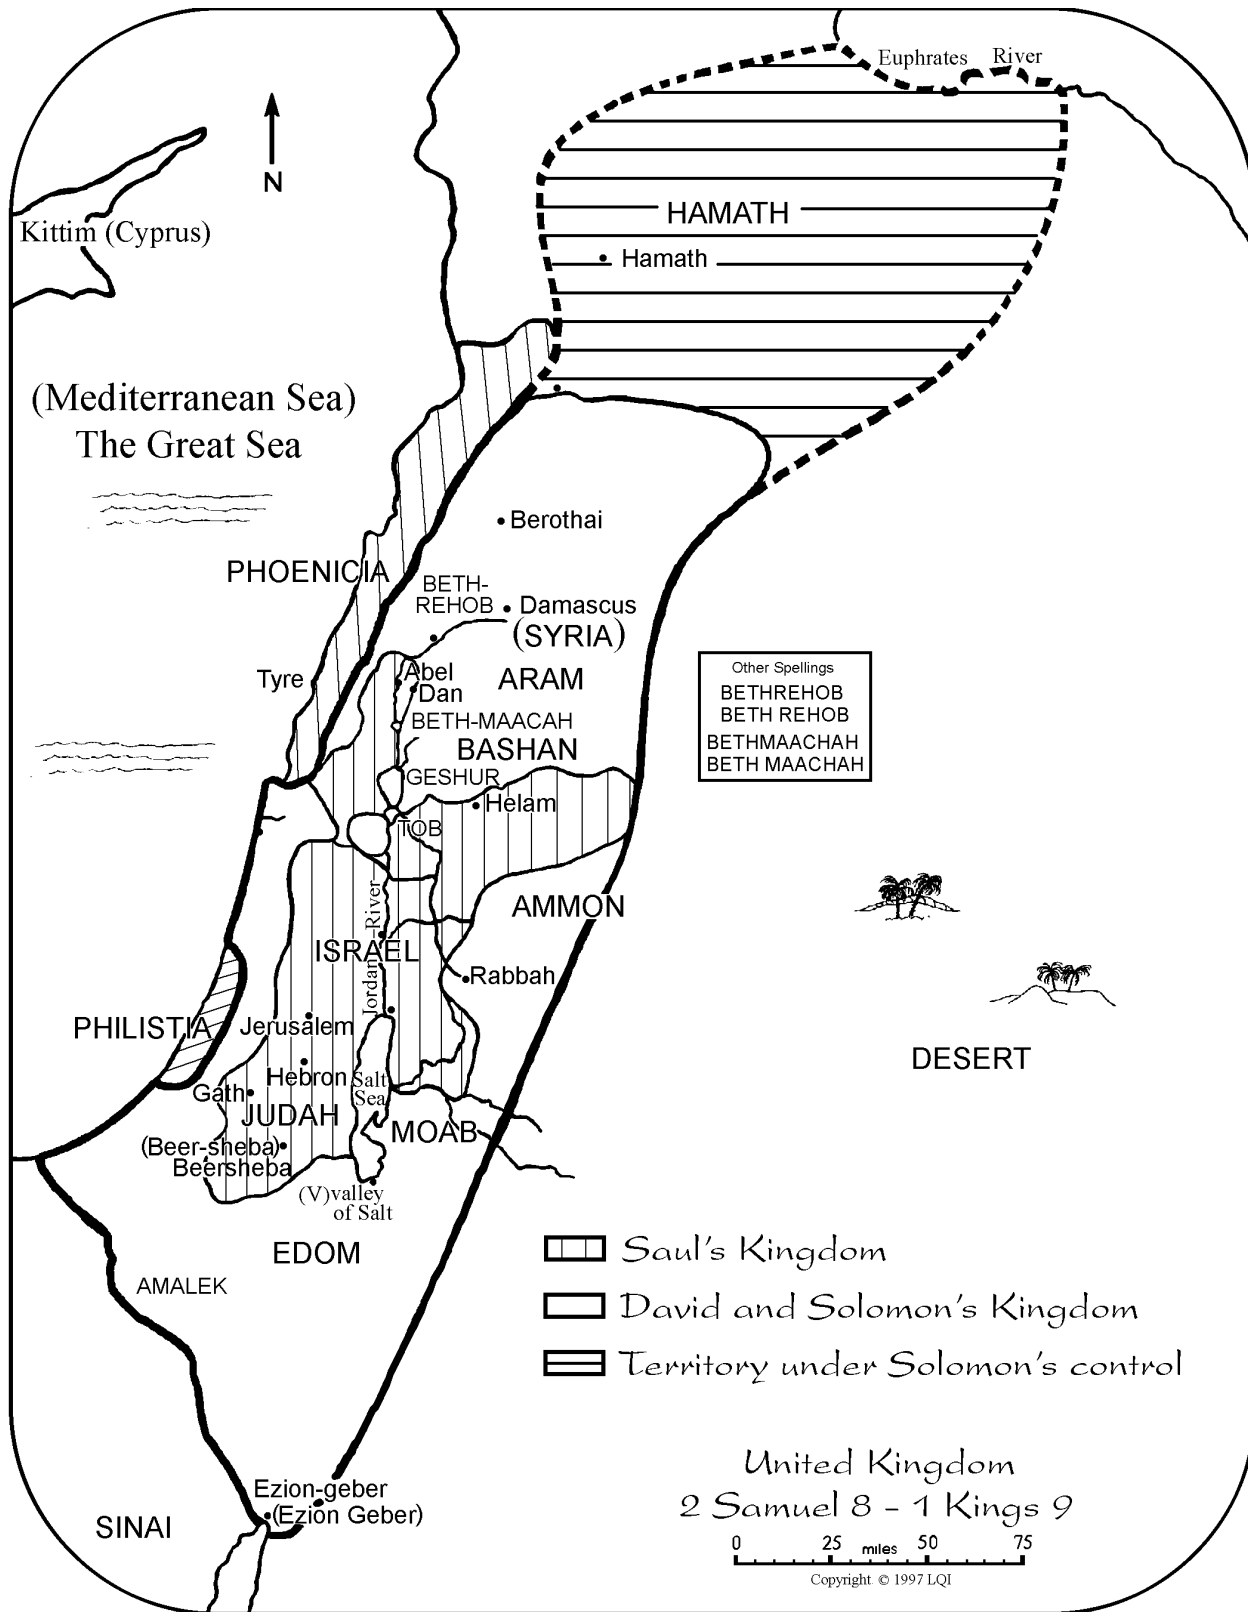 Euphrates River
N
HAMATH
Kittim (Cyprus)
Hamath
(Mediterranean Sea)
The Great Sea
Berothai
PHOENICIA
BETH-
REHOB
Damascus
(SYRIA)
Tyre
Abel
ARAM
Dan
BETH-MAACAH
BASHAN
GESHUR
Helam
TOB
Other Spellings
BETHREHOB
BETH REHOB
BETHMAACHAH
BETH MAACHAH
AMMON
Jordan River
ISRAEL
Rabbah
PHILISTIA
Jerusalem
DESERT
Hebron
Salt
Sea
Gath
JUDAH
MOAB
(Beer-sheba)
Beersheba
(V)valley
of Salt
EDOM
AMALEK
Saul's Kingdom
David and Solomon's Kingdom
Territory under Solomon's control
Ezion-geber
(Ezion Geber)
SINAI
United Kingdom
2 Samuel 8 - 1 Kings 9
0 25 miles 50 75
Copyright © 1997 LQI